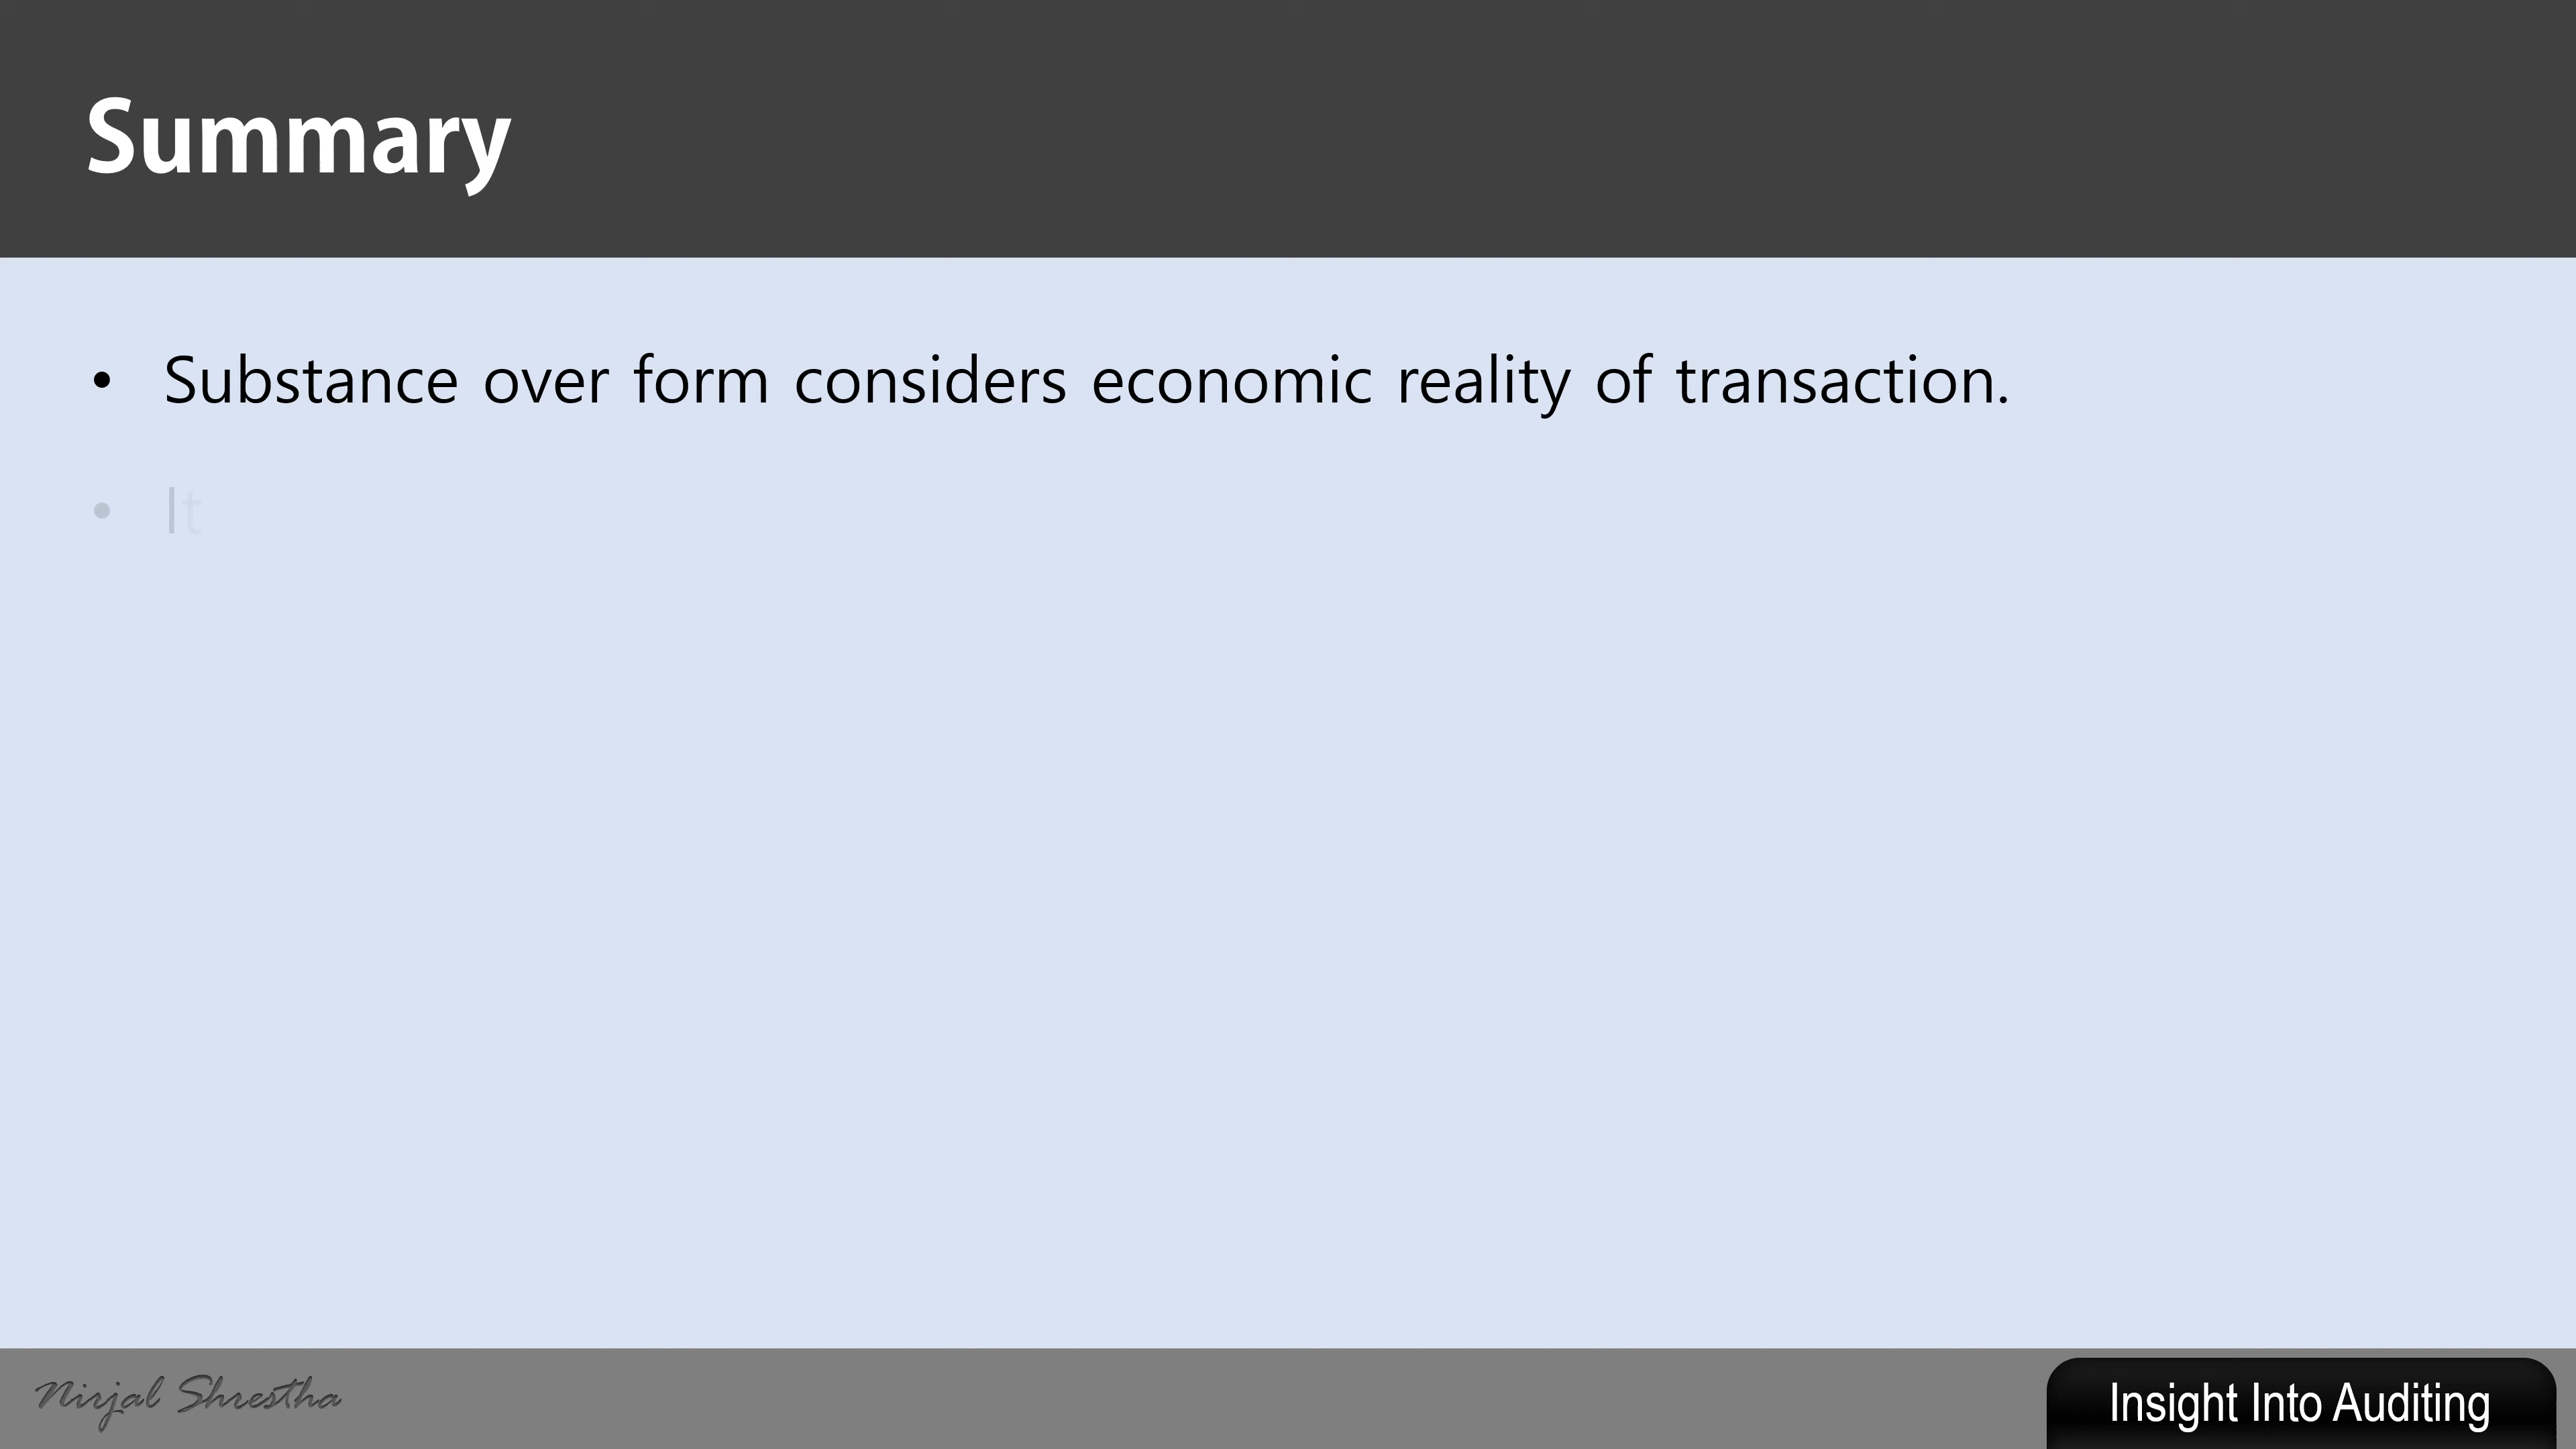 Summary
• Substance over form considers economic reality of transaction.
• It
Nirjal Shrestha
Insight Into Auditing